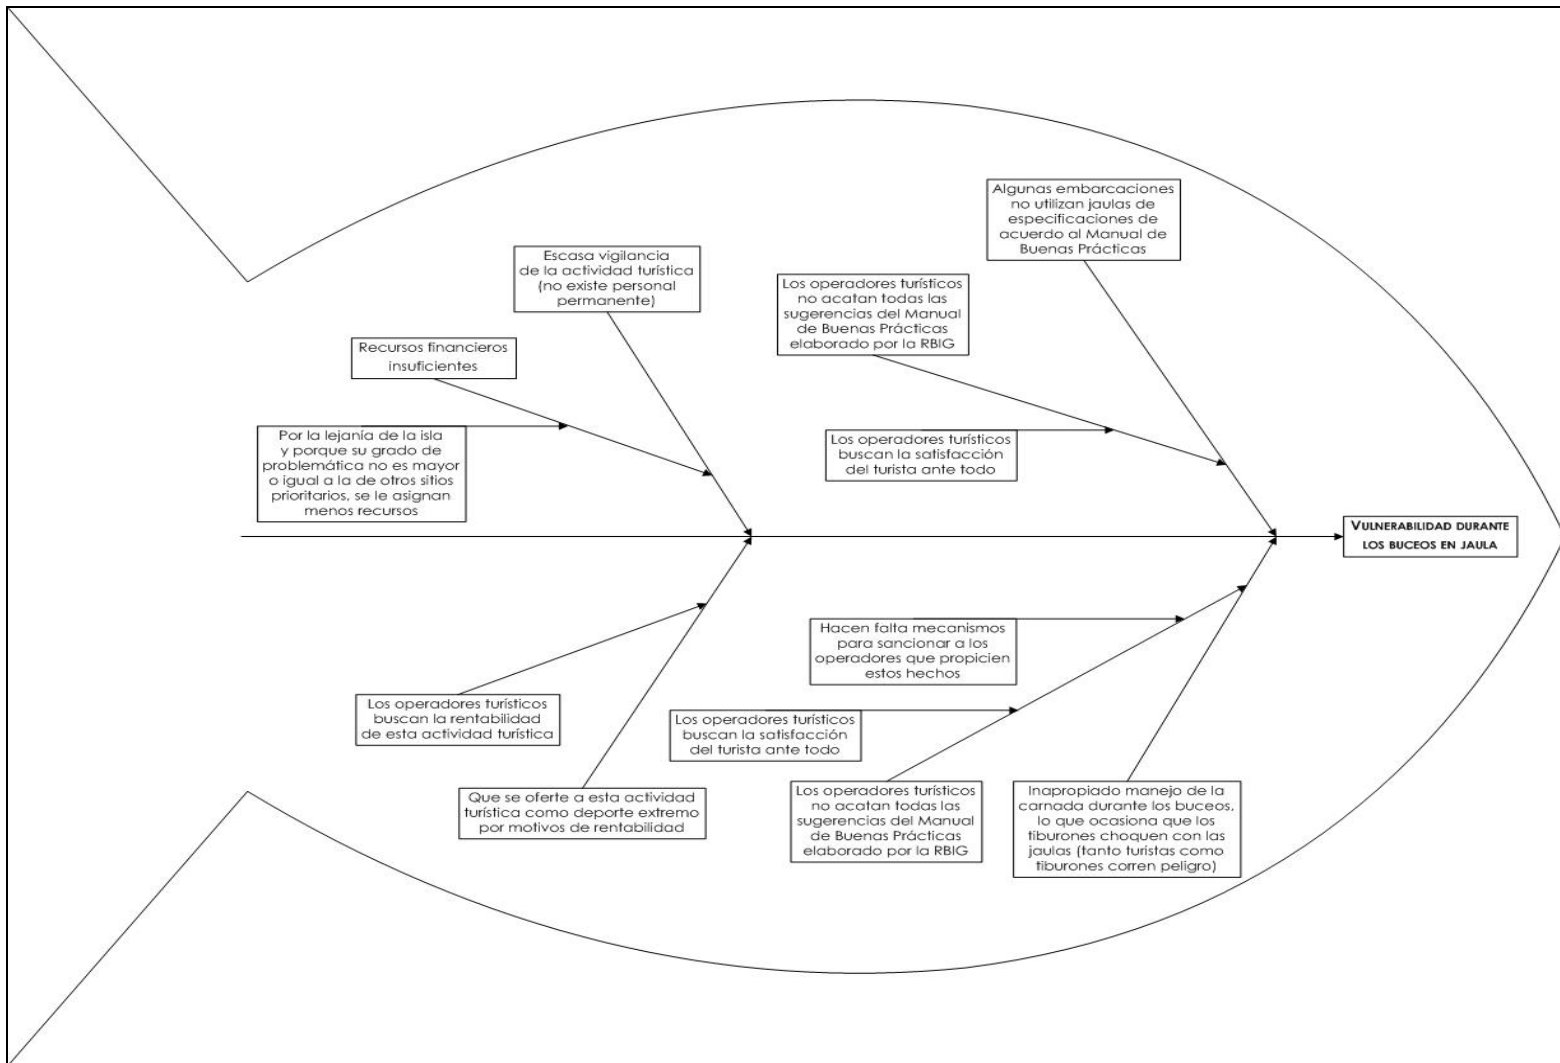 Algunas embarcaciones
no utilizan jaulas de
especificaciones de
acuerdo al Manual de
Buenas Prácticas
Escasa vigilancia
de la actividad turística
(no existe personal
permanente)
Los operadores turísticos
no acatan todas las
sugerencias del Manual
de Buenas Prácticas
elaborado por la RBIG
Recursos financieros
insuficientes
Por la lejanía de la isla
y porque su grado de
problemática no es mayor
o igual a la de otros sitios
prioritarios, se le asignan
menos recursos
Los operadores turísticos
buscan la satisfacción
del turista ante todo
VULNERABILIDAD DURANTE
LOS BUCEOS EN JAULA
Hacen falta mecanismos
para sancionar a los
operadores que propicien
estos hechos
Los operadores turísticos
buscan la rentabilidad
de esta actividad turística
Los operadores turísticos
buscan la satisfacción
del turista ante todo
Que se oferte a esta actividad
turística como deporte extremo
por motivos de rentabilidad
Los operadores turísticos
no acatan todas las
sugerencias del Manual
de Buenas Prácticas
elaborado por la RBIG
Inapropiado manejo de la
carnada durante los buceos,
lo que ocasiona que los
tiburones choquen con las
jaulas (tanto turistas como
tiburones corren peligro)